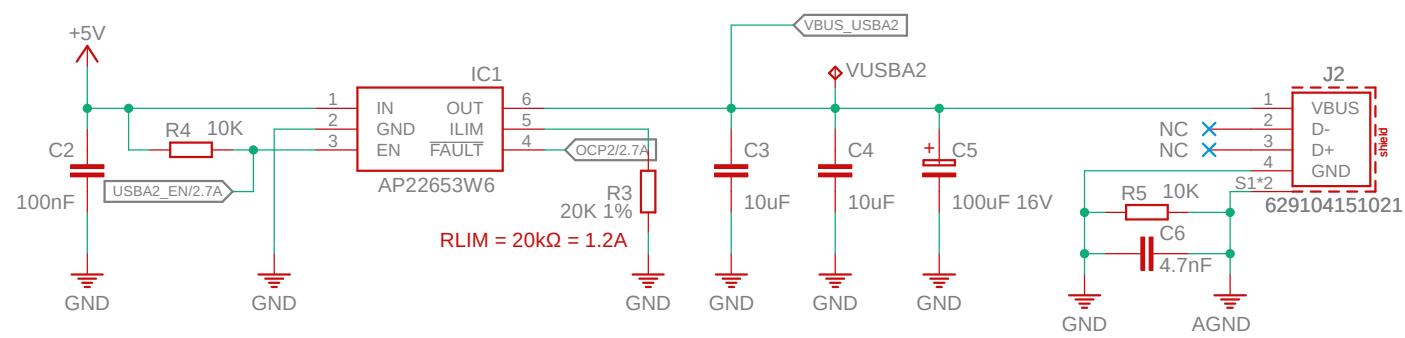 +5V
VBUS_USBA2
IC1
VUSBA2
J2
1 IN OUT 6
2 GND ILIM 5
3 EN FAULT 4
R4 10K
C2
100nF
USBA2_EN/2.7A
AP22653W6
OCP2/2.7A
R3
20K 1%
RLIM = 20kΩ = 1.2A
C3
10uF
C4
10uF
+ C5
100uF 16V
1 VBUS
NC 2 D-
NC 3 D+
4 GND
S1*2
shield
629104151021
R5 10K
C6
4.7nF
GND
GND
GND
GND
GND
GND
GND
AGND